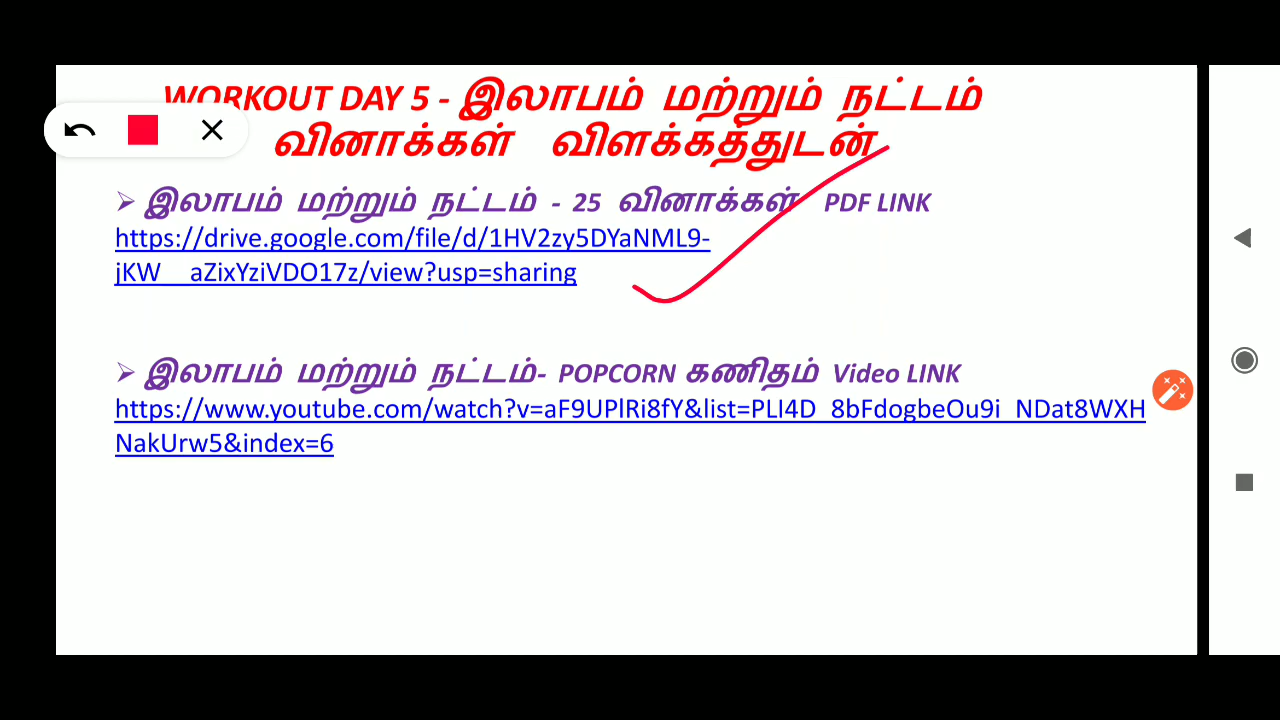 WORKOUT DAY 5 - இலாபம் மற்றும் நட்டம்
வினாக்கள் விளக்கத்துடன்
இலாபம் மற்றும் நட்டம் - 25 வினாக்கள் PDF LINK
https://drive.google.com/file/d/1HV2zy5DYaNML9-
jKW__aZixYziVDO17z/view?usp=sharing
இலாபம் மற்றும் நட்டம்- POPCORN கணிதம் Video LINK
https://www.youtube.com/watch?v=aF9UPlRi8fY&list=PLI4D_8bFdogbeOu9i_NDat8WXH
NakUrw5&index=6